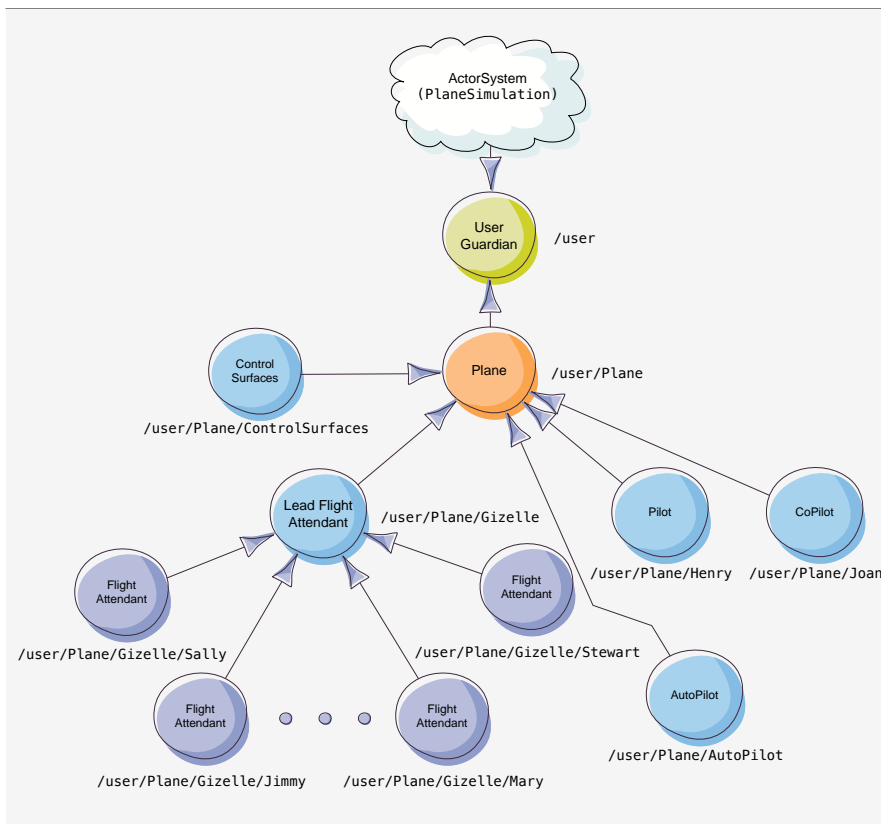 ActorSystem
(PlaneSimulation)
User
Guardian
/user
Control
Surfaces
Plane
/user/Plane
/user/Plane/ControlSurfaces
Lead Flight
Attendant
/user/Plane/Gizelle
Pilot
CoPilot
Flight
Attendant
Flight
Attendant
/user/Plane/Henry
/user/Plane/Joan
/user/Plane/Gizelle/Sally
/user/Plane/Gizelle/Stewart
Flight
Attendant
Flight
Attendant
AutoPilot
/user/Plane/AutoPilot
/user/Plane/Gizelle/Jimmy
/user/Plane/Gizelle/Mary